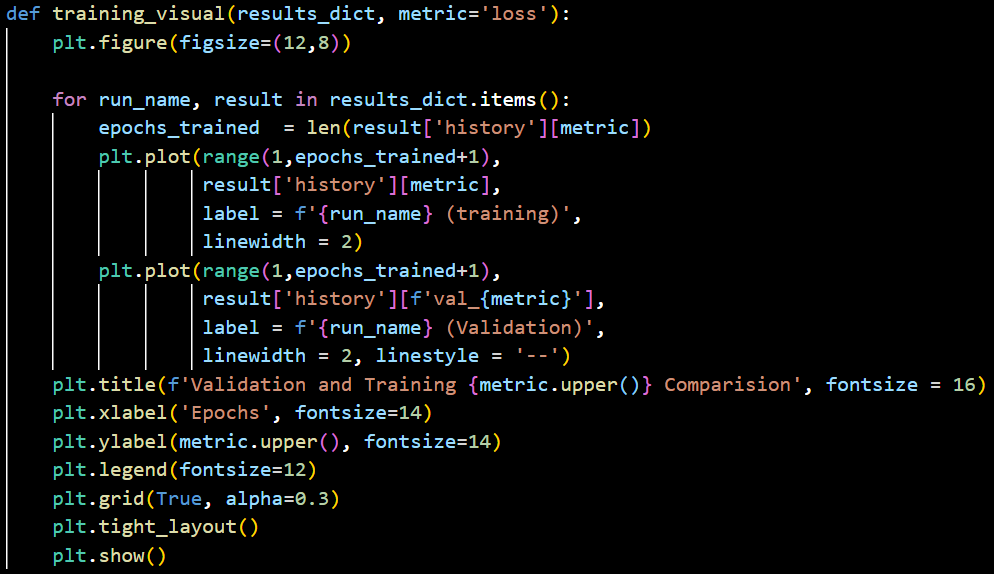 def training_visual(results_dict, metric='loss'):
    plt.figure(figsize=(12,8))

    for run_name, result in results_dict.items():
        epochs_trained  = len(result['history'][metric])
        plt.plot(range(1,epochs_trained+1),
                 result['history'][metric],
                 label = f'{run_name} (training)',
                 linewidth = 2)
        plt.plot(range(1,epochs_trained+1),
                 result['history'][f'val_{metric}'],
                 label = f'{run_name} (Validation)',
                 linewidth = 2, linestyle = '--')
    plt.title(f'Validation and Training {metric.upper()} Comparision', fontsize = 16)
    plt.xlabel('Epochs', fontsize=14)
    plt.ylabel(metric.upper(), fontsize=14)
    plt.legend(fontsize=12)
    plt.grid(True, alpha=0.3)
    plt.tight_layout()
    plt.show()